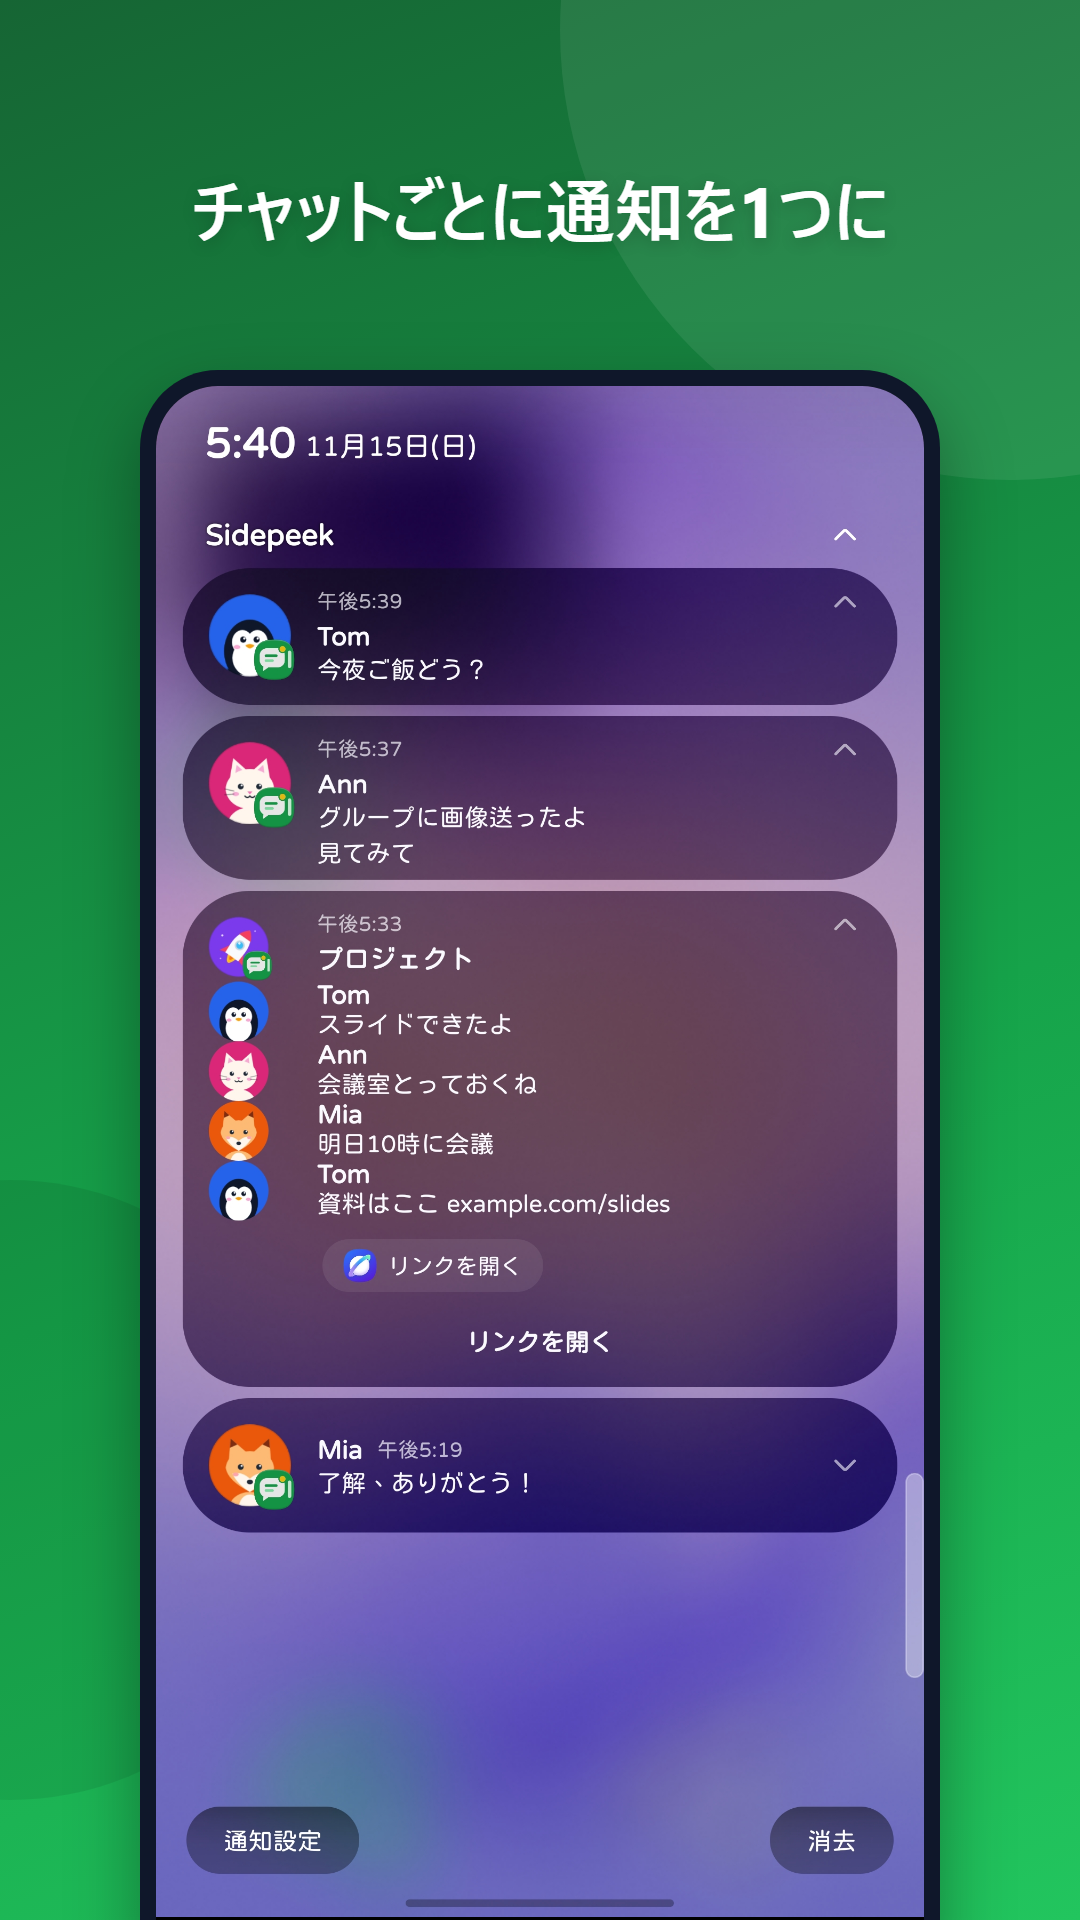 チャットごとに通知を1つに
5:40 11月15日(日)
Sidepeek
午後5:39
Tom
今夜ご飯どう？
午後5:37
Ann
グループに画像送ったよ
見てみて
午後5:33
プロジェクト
Tom
スライドできたよ
Ann
会議室とっておくね
Mia
明日10時に会議
Tom
資料はここ example.com/slides
リンクを開く
リンクを開く
Mia 午後5:19
了解、ありがとう！
通知設定
消去